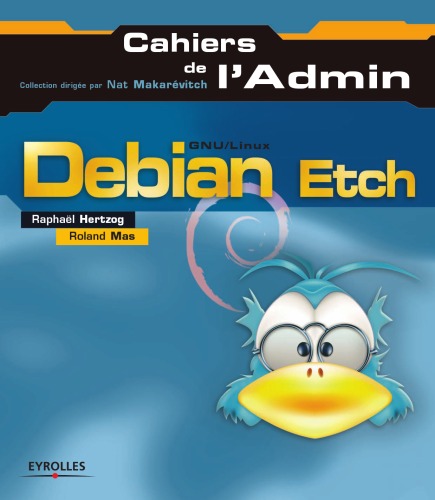 Cahiers
de
l'Admin
Collection dirigée par Nat Makarévitch
GNU/Linux
Debian Etch
Raphaël Hertzog
Roland Mas
EYROLLES